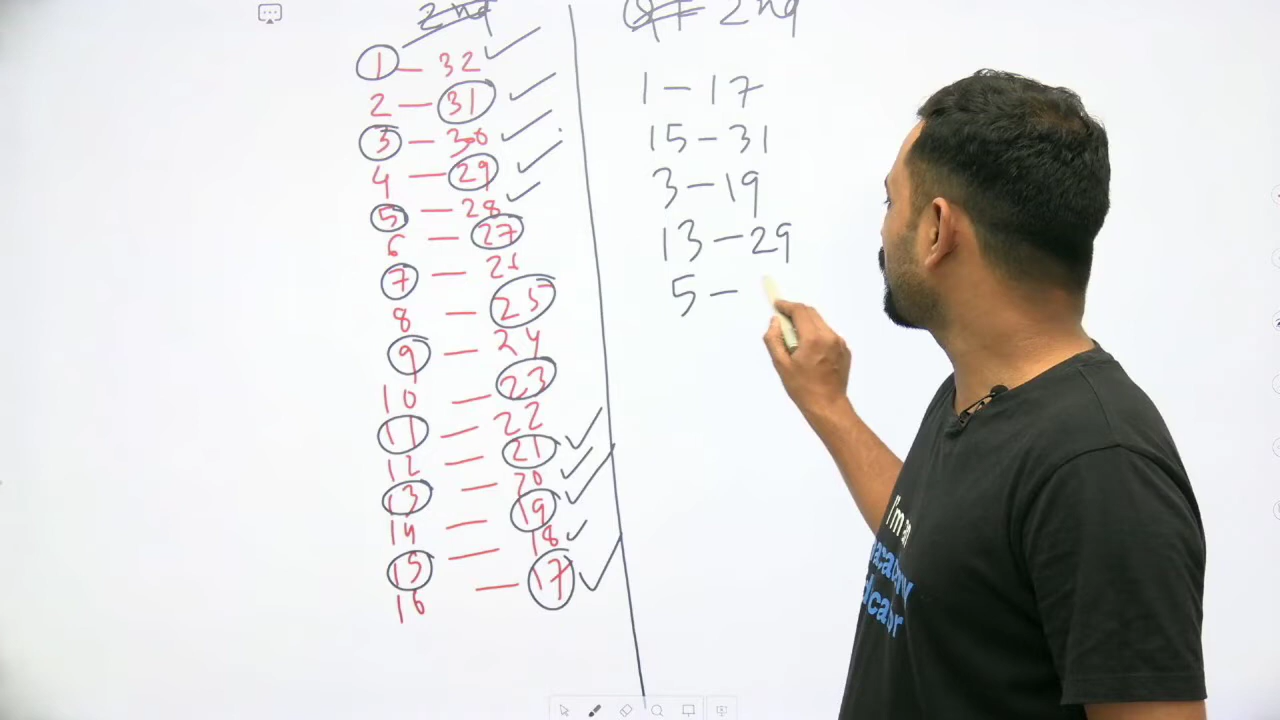 2nd
1 — 32
2 — 31
3 — 30
4 — 29
5 — 28
6 — 27
7 — 26
8 — 25
9 — 24
10 — 23
11 — 22
12 — 21
13 — 20
14 — 19
15 — 18
16 — 17
2nd
1 — 17
15 — 31
3 — 19
13 — 29
5 —
I'm an